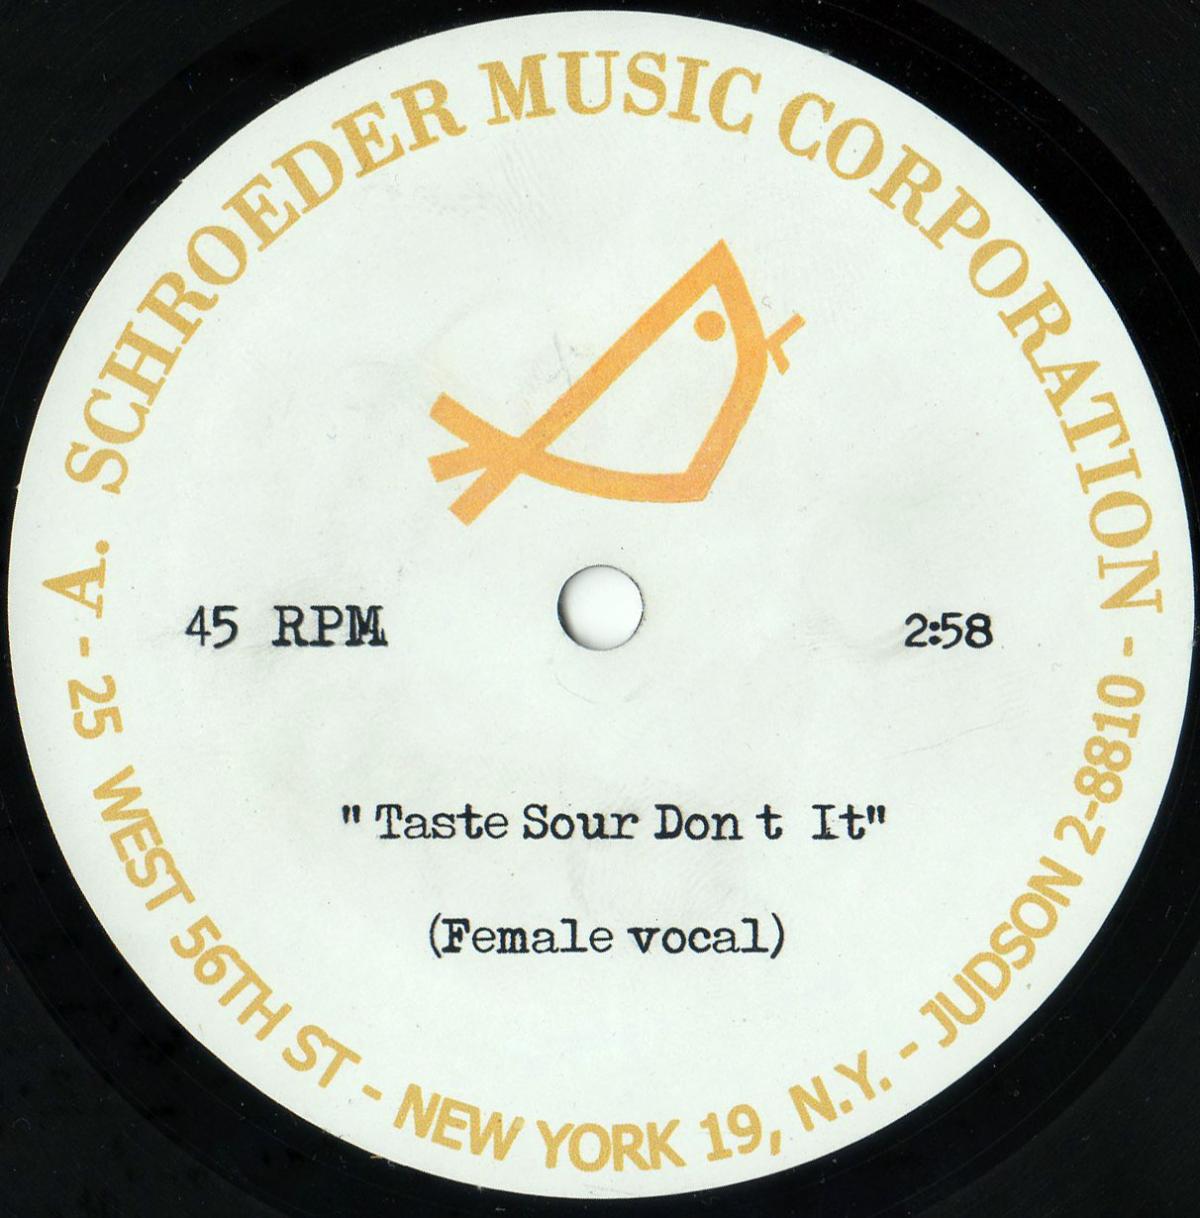 A. SCHROEDER MUSIC CORPORATION -
45 RPM
2:58
"Taste Sour Don t It"
(Female vocal)
- 25 WEST 56TH ST - NEW YORK 19, N.Y. - JUDSON 2-8810